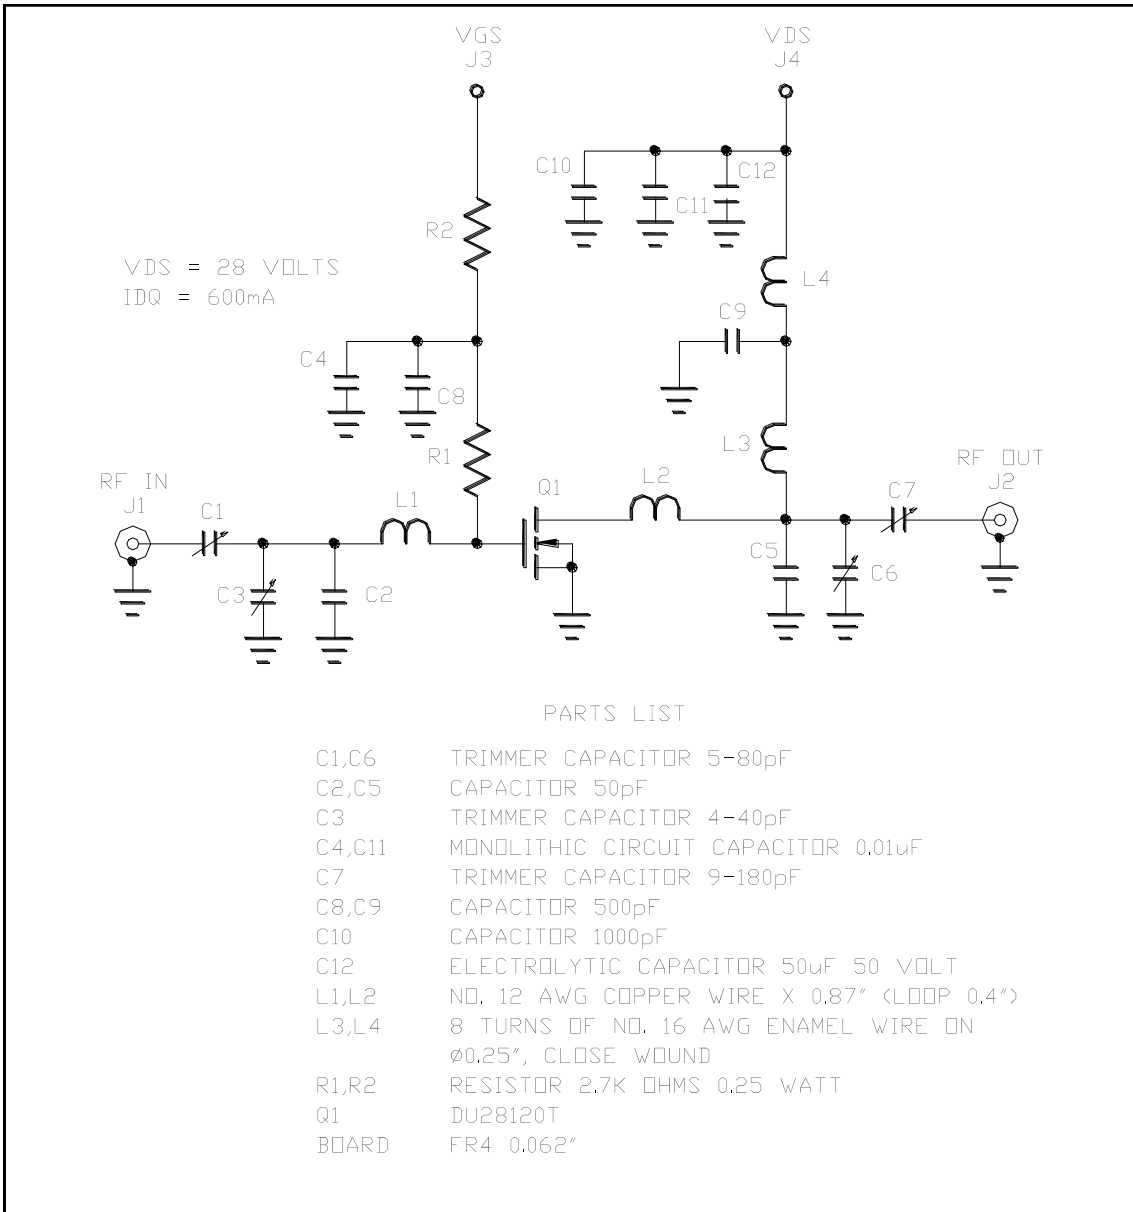 VGS
J3
VDS
J4
C10
C12
C11
R2
L4
VDS = 28 VOLTS
IDQ = 600mA
C9
C4
C8
R1
L3
RF IN
J1
C1
L1
Q1
L2
C7
RF OUT
J2
C3
C2
C5
C6
PARTS LIST
C1,C6 TRIMMER CAPACITOR 5-80pF
C2,C5 CAPACITOR 50pF
C3 TRIMMER CAPACITOR 4-40pF
C4,C11 MONOLITHIC CIRCUIT CAPACITOR 0.01uF
C7 TRIMMER CAPACITOR 9-180pF
C8,C9 CAPACITOR 500pF
C10 CAPACITOR 1000pF
C12 ELECTROLYTIC CAPACITOR 50uF 50 VOLT
L1,L2 NO. 12 AWG COPPER WIRE X 0.87" (LOOP 0.4")
L3,L4 8 TURNS OF NO. 16 AWG ENAMEL WIRE ON
Ø0.25", CLOSE WOUND
R1,R2 RESISTOR 2.7K OHMS 0.25 WATT
Q1 DU28120T
BOARD FR4 0.062"